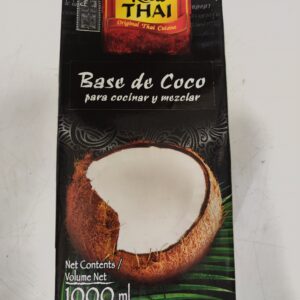 THAI
Original Thai Cuisine
Base de Coco
para cocinar y mezclar
Net Contents /
Volume Net
1000 ml